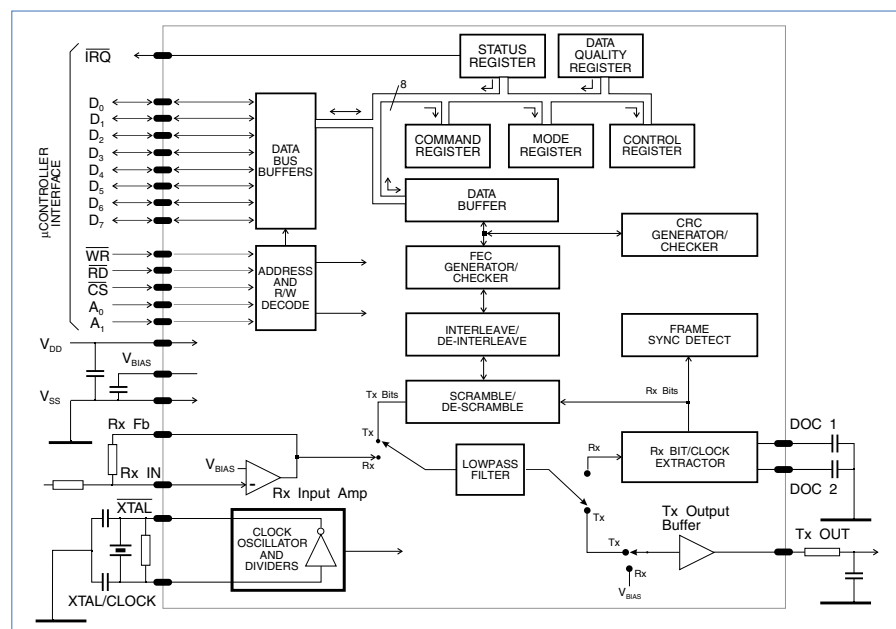 IRQ
STATUS
REGISTER
DATA
QUALITY
REGISTER
8
µCONTROLLER
INTERFACE
D0
D1
D2
D3
D4
D5
D6
D7
DATA
BUS
BUFFERS
COMMAND
REGISTER
MODE
REGISTER
CONTROL
REGISTER
DATA
BUFFER
CRC
GENERATOR/
CHECKER
WR
RD
CS
A0
A1
ADDRESS
AND
R/W
DECODE
FEC
GENERATOR/
CHECKER
INTERLEAVE/
DE-INTERLEAVE
FRAME
SYNC DETECT
VDD
VBIAS
VSS
Tx Bits
SCRAMBLE/
DE-SCRAMBLE
Rx Bits
Rx Fb
Tx
Rx
VBIAS
Rx IN
Rx Input Amp
LOWPASS
FILTER
Rx
Tx
Rx BIT/CLOCK
EXTRACTOR
DOC 1
DOC 2
XTAL
CLOCK
OSCILLATOR
AND
DIVIDERS
XTAL/CLOCK
Tx Output
Buffer
Tx
Rx
VBIAS
Tx OUT